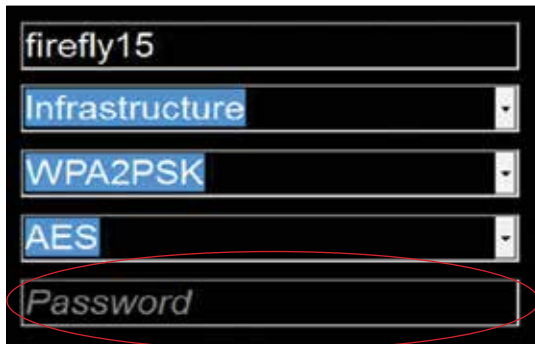 firefly15
Infrastructure
WPA2PSK
AES
Password